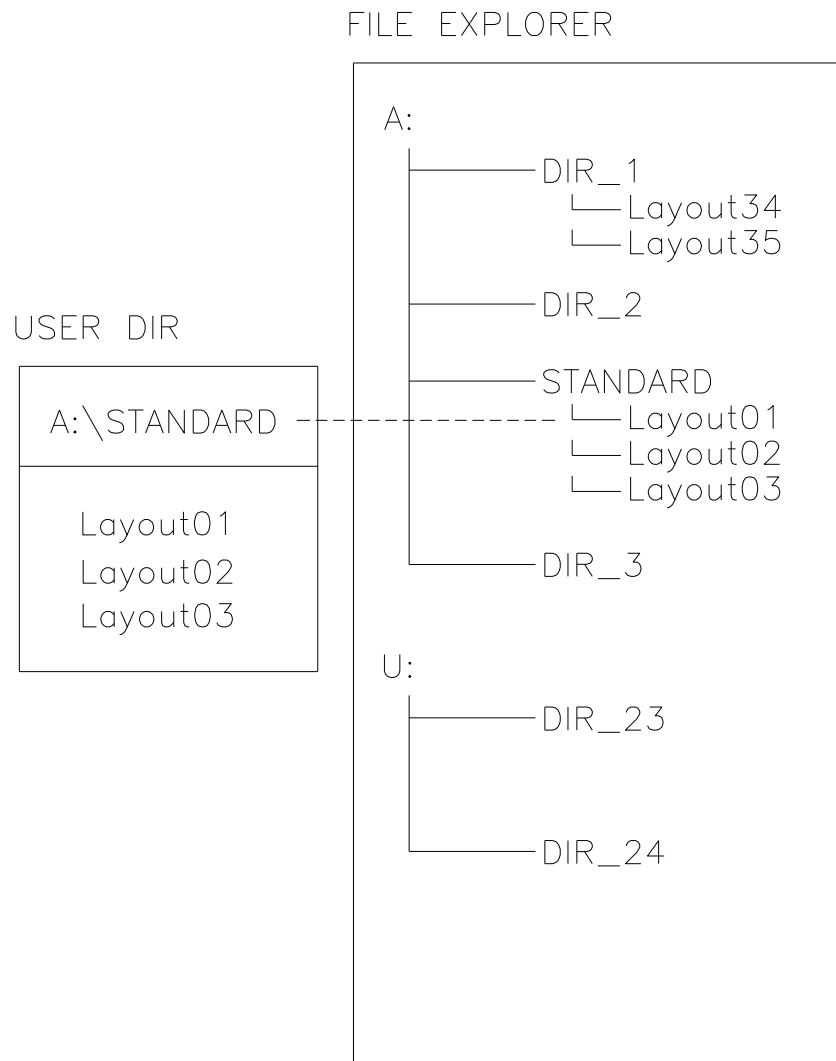 FILE EXPLORER
A:
DIR_1
Layout34
Layout35
DIR_2
STANDARD
Layout01
Layout02
Layout03
DIR_3
U:
DIR_23
DIR_24
USER DIR
A:\STANDARD
Layout01
Layout02
Layout03